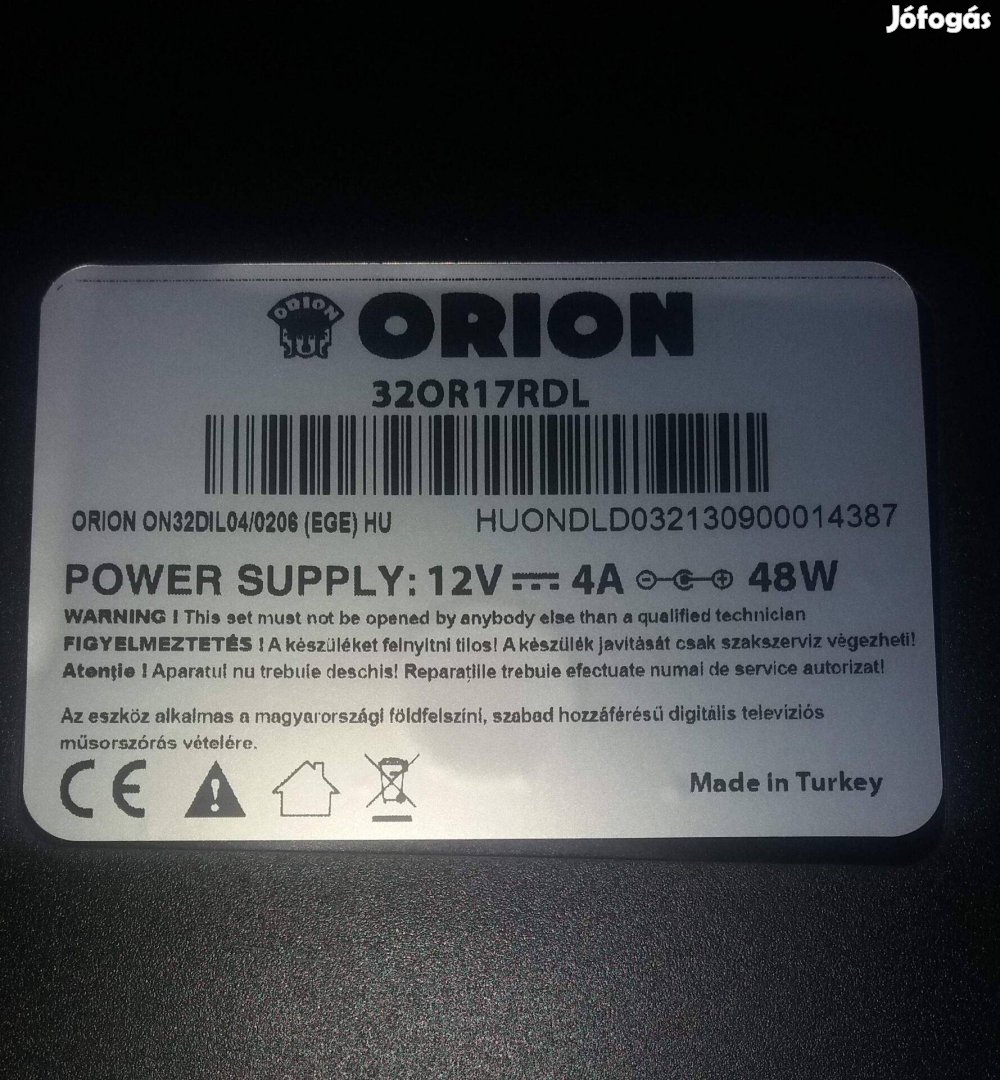 Jófogás
ORION
ORION
32OR17RDL
ORION ON32DIL04/0206 (EGE) HU
HUONDLD032130900014387
POWER SUPPLY: 12V 4A 48W
WARNING ! This set must not be opened by anybody else than a qualified technician
FIGYELMEZTETÉS ! A készüléket felnyitni tilos! A készülék javítását csak szakszerviz végezheti!
Atenție ! Aparatul nu trebuie deschis! Reparațiile trebuie efectuate numai de service autorizat!
Az eszköz alkalmas a magyarországi földfelszíni, szabad hozzáférésű digitális televíziós
műsorszórás vételére.
CE
Made in Turkey